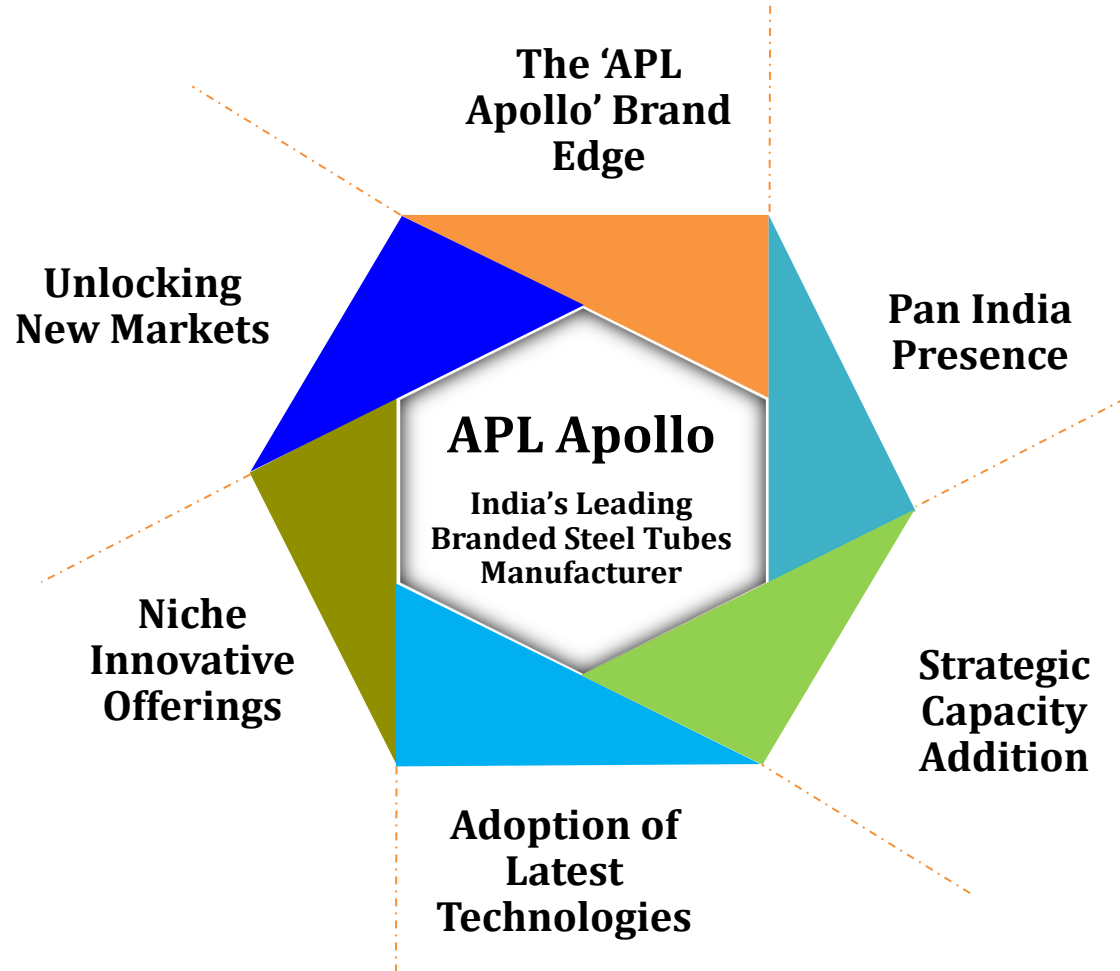 The ‘APL
Apollo’ Brand
Edge
Unlocking
New Markets
Pan India
Presence
APL Apollo
India’s Leading
Branded Steel Tubes
Manufacturer
Niche
Innovative
Offerings
Strategic
Capacity
Addition
Adoption of
Latest
Technologies